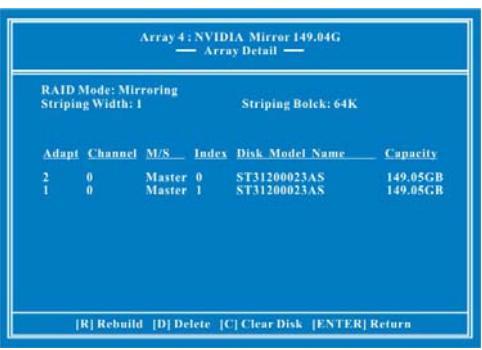 Array 4 : NVIDIA Mirror 149.04G
Array Detail
RAID Mode: Mirroring
Striping Width: 1 Striping Bolck: 64K
Adapt Channel M/S Index Disk Model Name Capacity
2 0 Master 0 ST31200023AS 149.05GB
1 0 Master 1 ST31200023AS 149.05GB
[R] Rebuild [D] Delete [C] Clear Disk [ENTER] Return